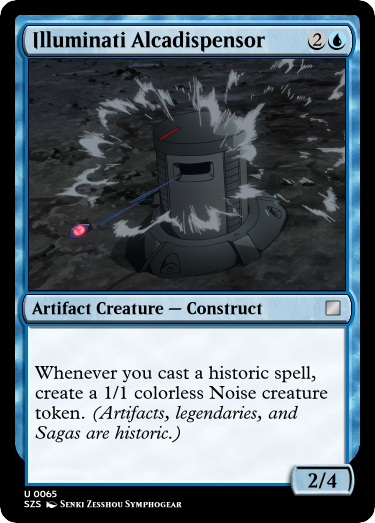 Illuminati Alcadispensor 2
Artifact Creature — Construct
Whenever you cast a historic spell,
create a 1/1 colorless Noise creature
token. (Artifacts, legendaries, and
Sagas are historic.)
2/4
U 0065
SZS Senki Zesshou Symphogear